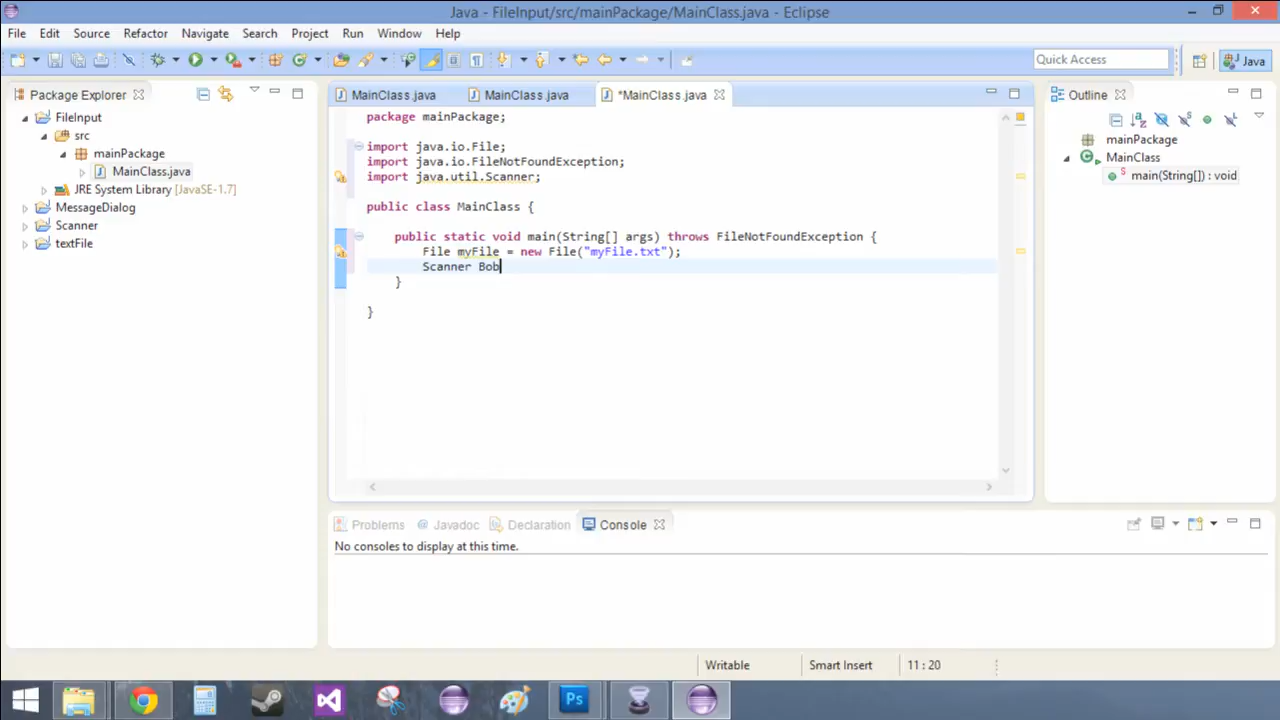 Java - FileInput/src/mainPackage/MainClass.java - Eclipse
File Edit Source Refactor Navigate Search Project Run Window Help
Quick Access
Java
Package Explorer
FileInput
src
mainPackage
MainClass.java
JRE System Library [JavaSE-1.7]
MessageDialog
Scanner
textFile
MainClass.java MainClass.java *MainClass.java
package mainPackage;
import java.io.File;
import java.io.FileNotFoundException;
import java.util.Scanner;
public class MainClass {
public static void main(String[] args) throws FileNotFoundException {
File myFile = new File("myFile.txt");
Scanner Bob
}
}
Outline
mainPackage
MainClass
main(String[]) : void
Problems @ Javadoc Declaration Console
No consoles to display at this time.
Writable Smart Insert 11 : 20
Ps